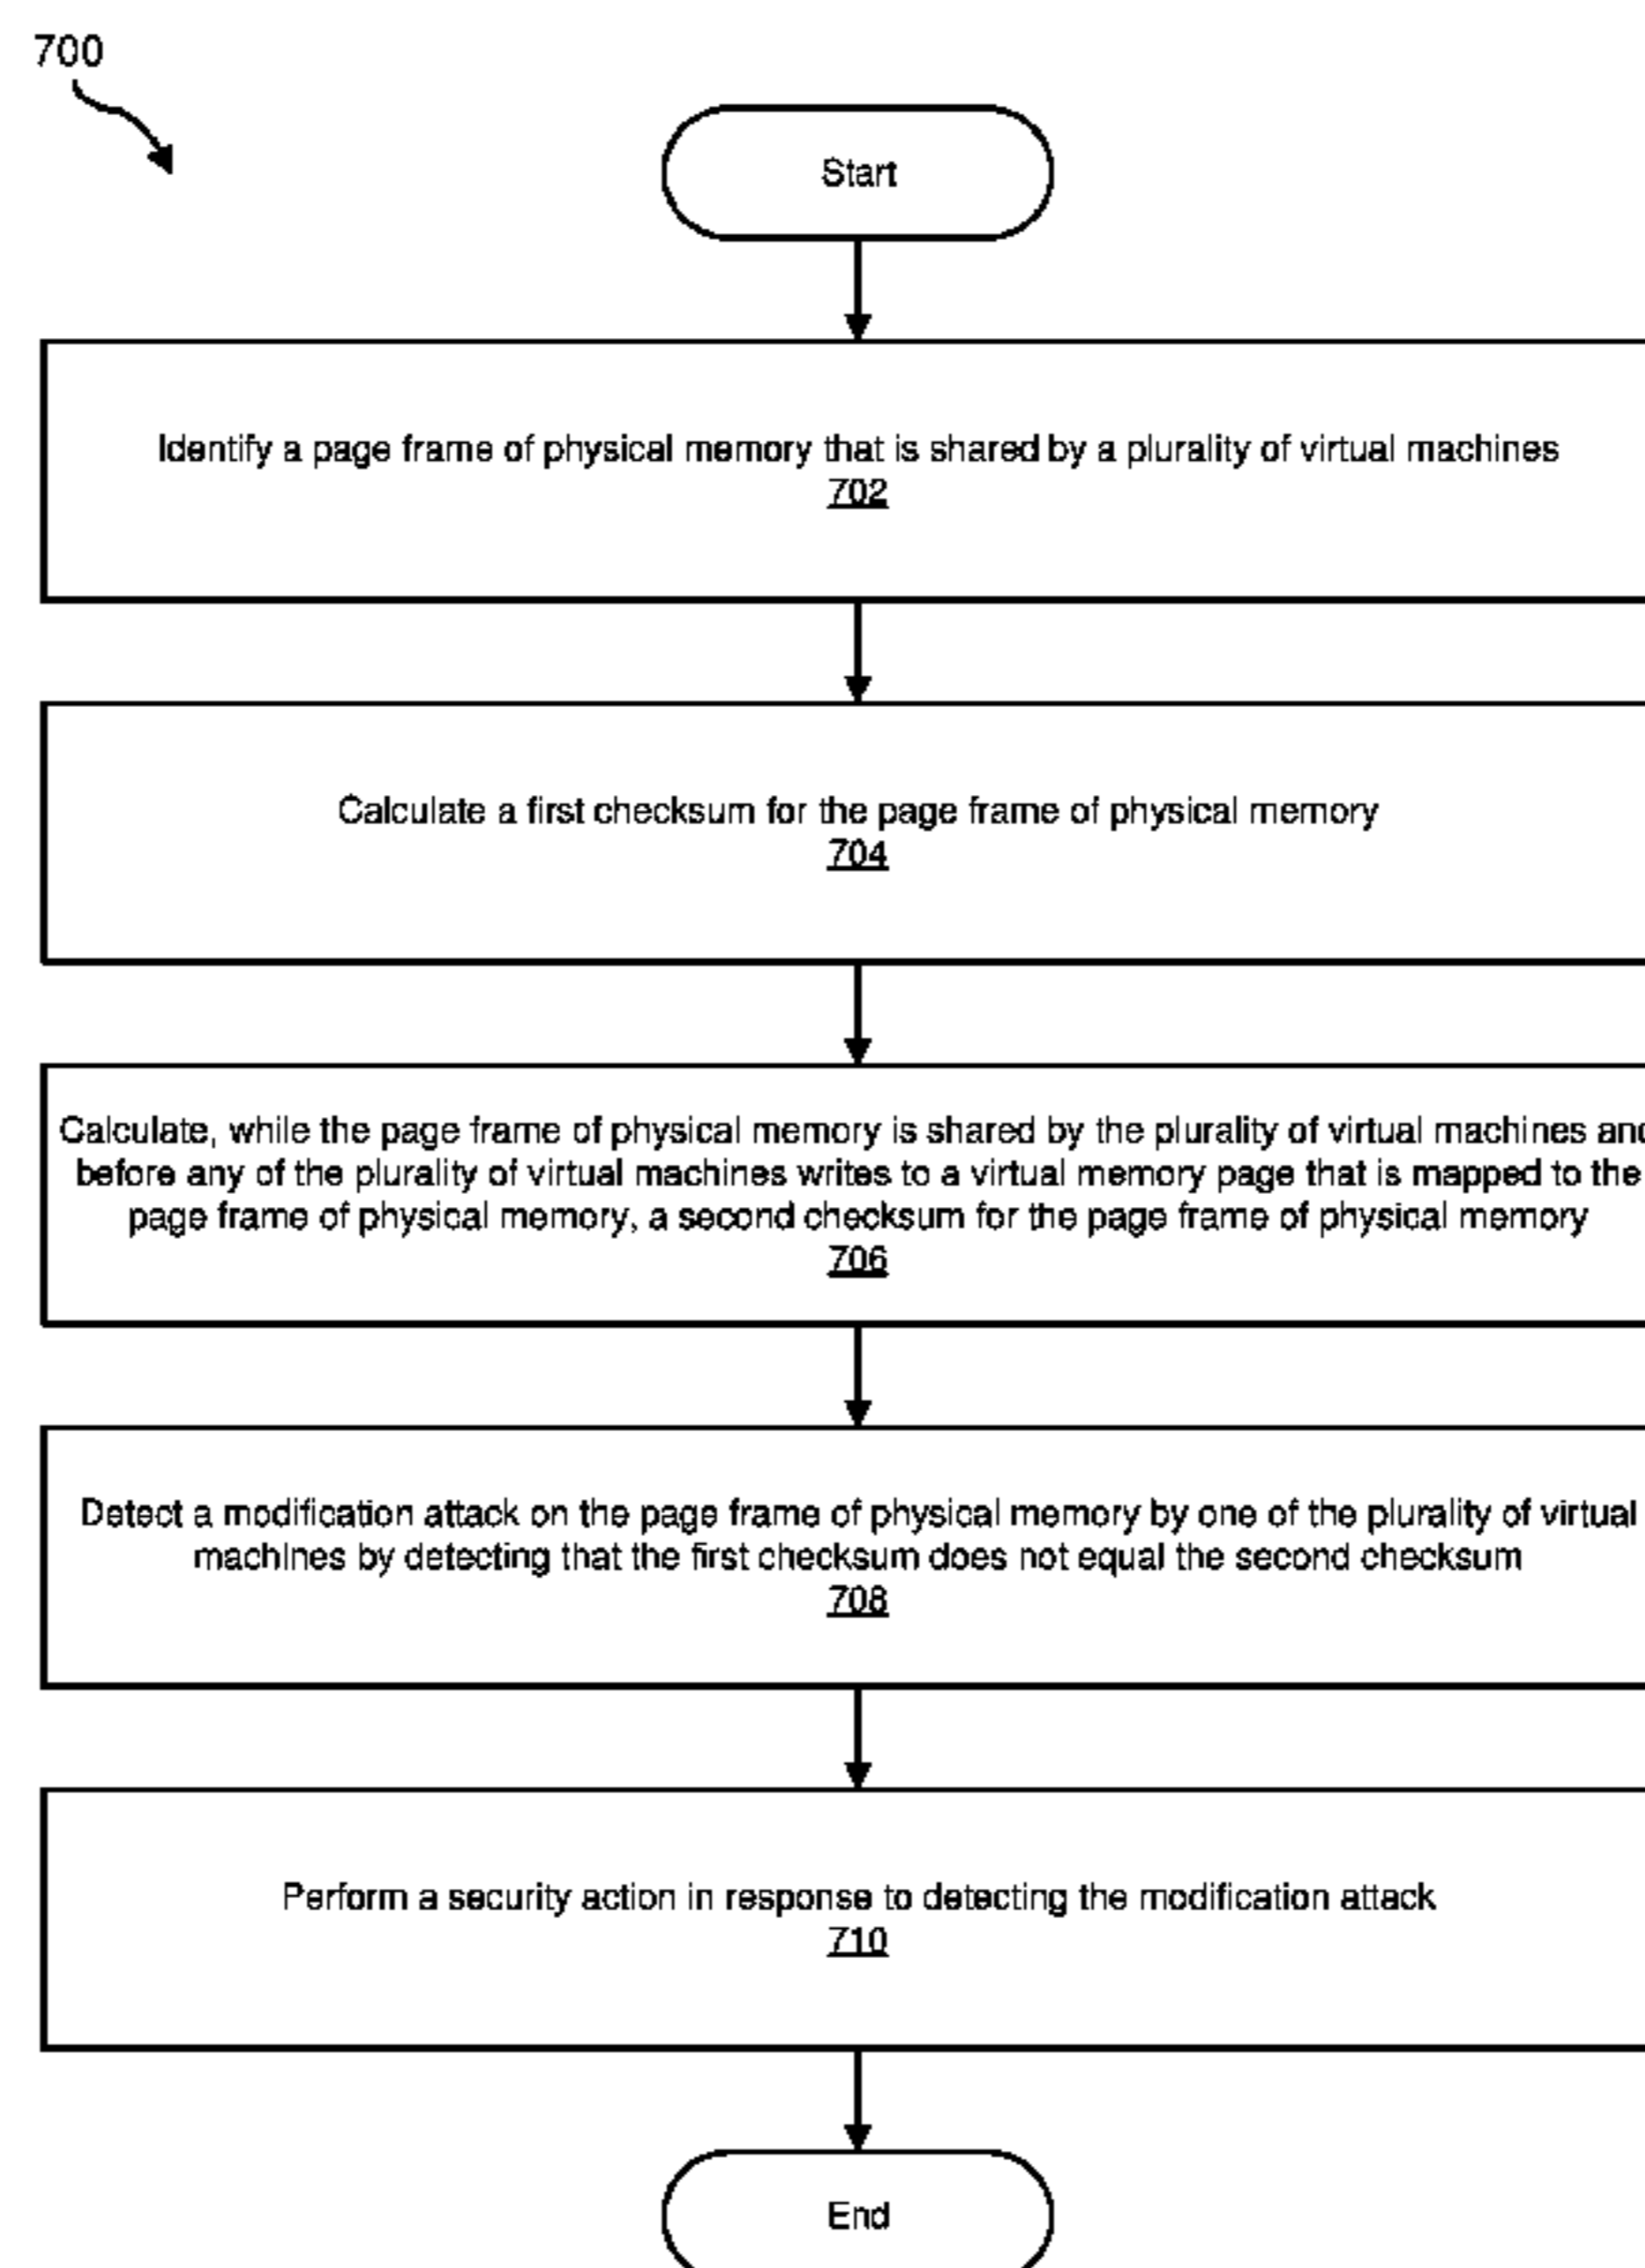 700
Start
Identify a page frame of physical memory that is shared by a plurality of virtual machines
702
Calculate a first checksum for the page frame of physical memory
704
Calculate, while the page frame of physical memory is shared by the plurality of virtual machines and
before any of the plurality of virtual machines writes to a virtual memory page that is mapped to the
page frame of physical memory, a second checksum for the page frame of physical memory
706
Detect a modification attack on the page frame of physical memory by one of the plurality of virtual
machines by detecting that the first checksum does not equal the second checksum
708
Perform a security action in response to detecting the modification attack
710
End